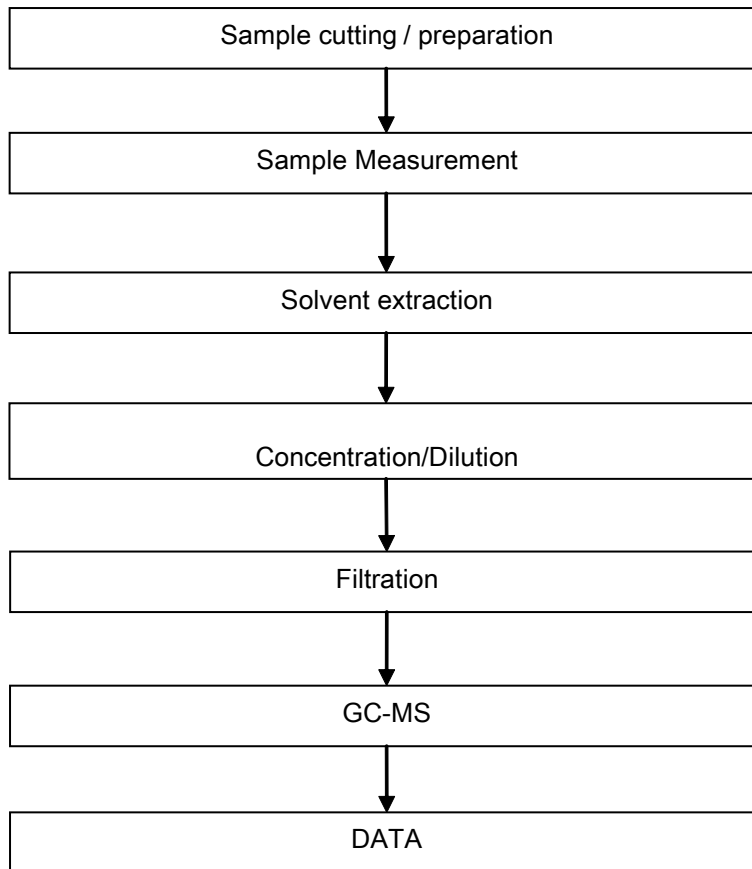 Sample cutting / preparation
Sample Measurement
Solvent extraction
Concentration/Dilution
Filtration
GC-MS
DATA